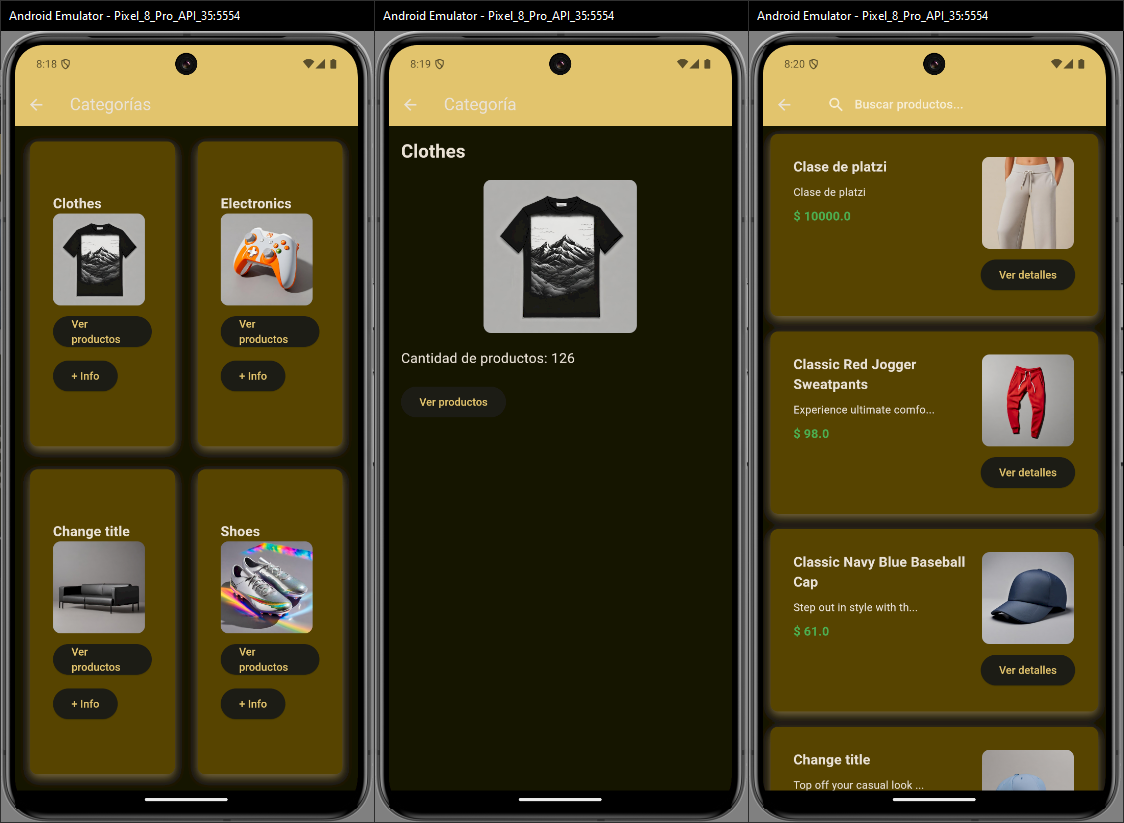 Android Emulator - Pixel_8_Pro_API_35:5554
8:18
Categorías
Clothes
Ver
productos
+ Info
Electronics
Ver
productos
+ Info
Change title
Ver
productos
+ Info
Shoes
Ver
productos
+ Info
Android Emulator - Pixel_8_Pro_API_35:5554
8:19
Categoría
Clothes
Cantidad de productos: 126
Ver productos
Android Emulator - Pixel_8_Pro_API_35:5554
8:20
Buscar productos...
Clase de platzi
Clase de platzi
$ 10000.0
Ver detalles
Classic Red Jogger
Sweatpants
Experience ultimate comfo...
$ 98.0
Ver detalles
Classic Navy Blue Baseball
Cap
Step out in style with th...
$ 61.0
Ver detalles
Change title
Top off your casual look ...